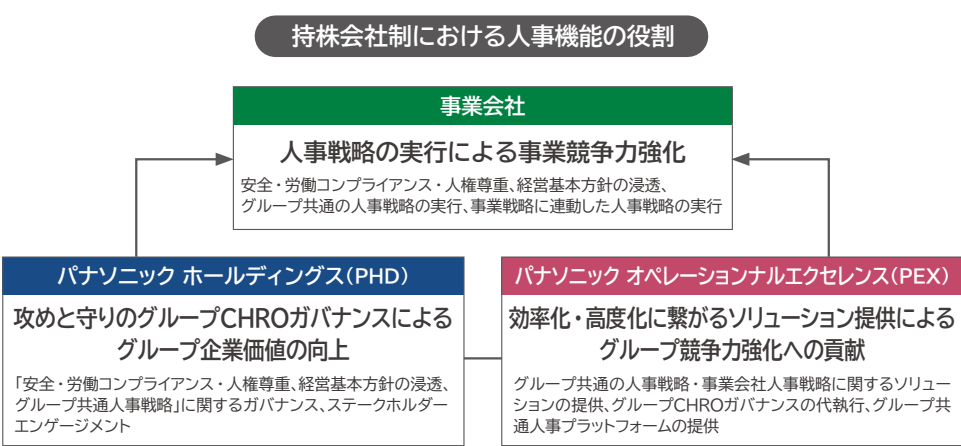 持株会社制における人事機能の役割
事業会社
人事戦略の実行による事業競争力強化
安全・労働コンプライアンス・人権尊重、経営基本方針の浸透、
グループ共通の人事戦略の実行、事業戦略に連動した人事戦略の実行
パナソニック ホールディングス（PHD）
攻めと守りのグループCHROガバナンスによる
グループ企業価値の向上
「安全・労働コンプライアンス・人権尊重、経営基本方針の浸透、
グループ共通人事戦略」に関するガバナンス、ステークホルダー
エンゲージメント
パナソニック オペレーショナルエクセレンス（PEX）
効率化・高度化に繋がるソリューション提供による
グループ競争力強化への貢献
グループ共通の人事戦略・事業会社人事戦略に関するソリュー
ションの提供、グループCHROガバナンスの代執行、グループ共
通人事プラットフォームの提供